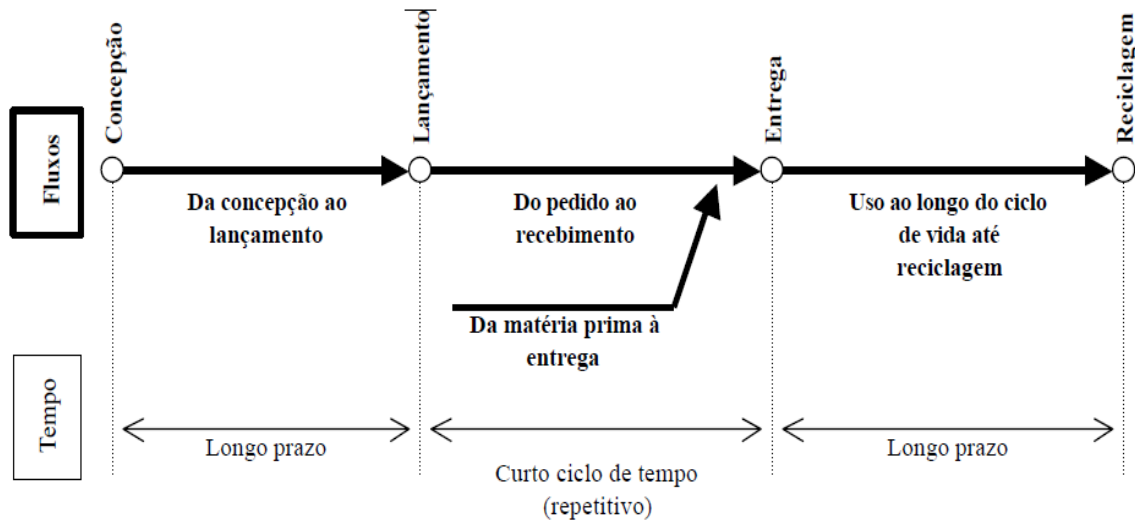 Concepção
Lançamento
Entrega
Reciclagem
Fluxos
Da concepção ao
lançamento
Do pedido ao
recebimento
Uso ao longo do ciclo
de vida até
reciclagem
Da matéria prima à
entrega
Tempo
Longo prazo
Curto ciclo de tempo
(repetitivo)
Longo prazo